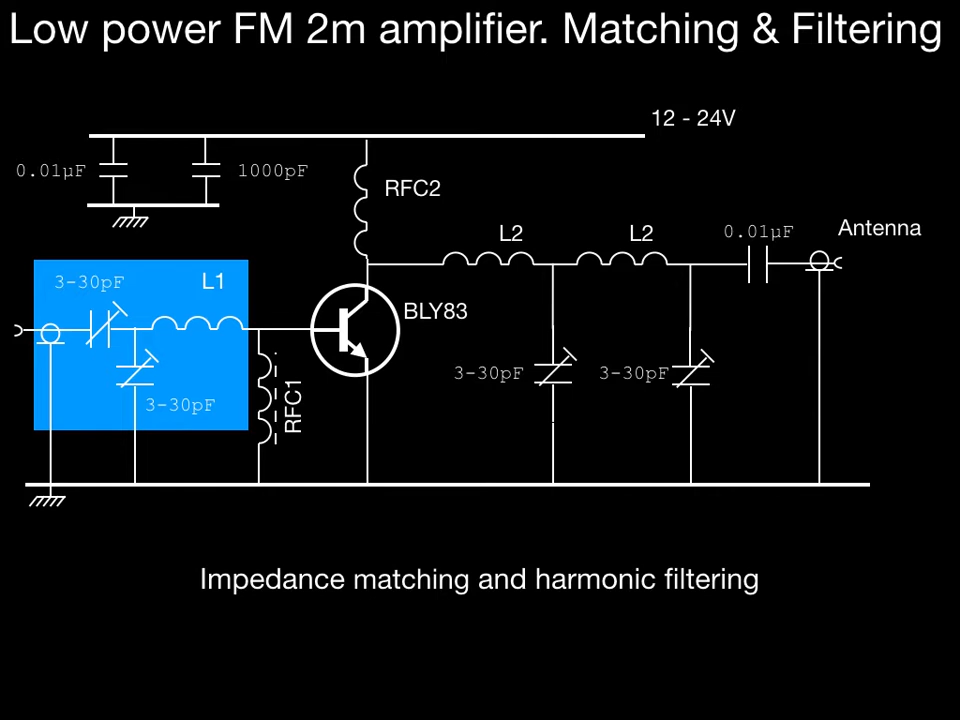 Low power FM 2m amplifier. Matching & Filtering
12 - 24V
0.01µF
1000pF
RFC2
L2
L2
0.01µF
Antenna
3-30pF
L1
BLY83
3-30pF
3-30pF
3-30pF
RFC1
Impedance matching and harmonic filtering